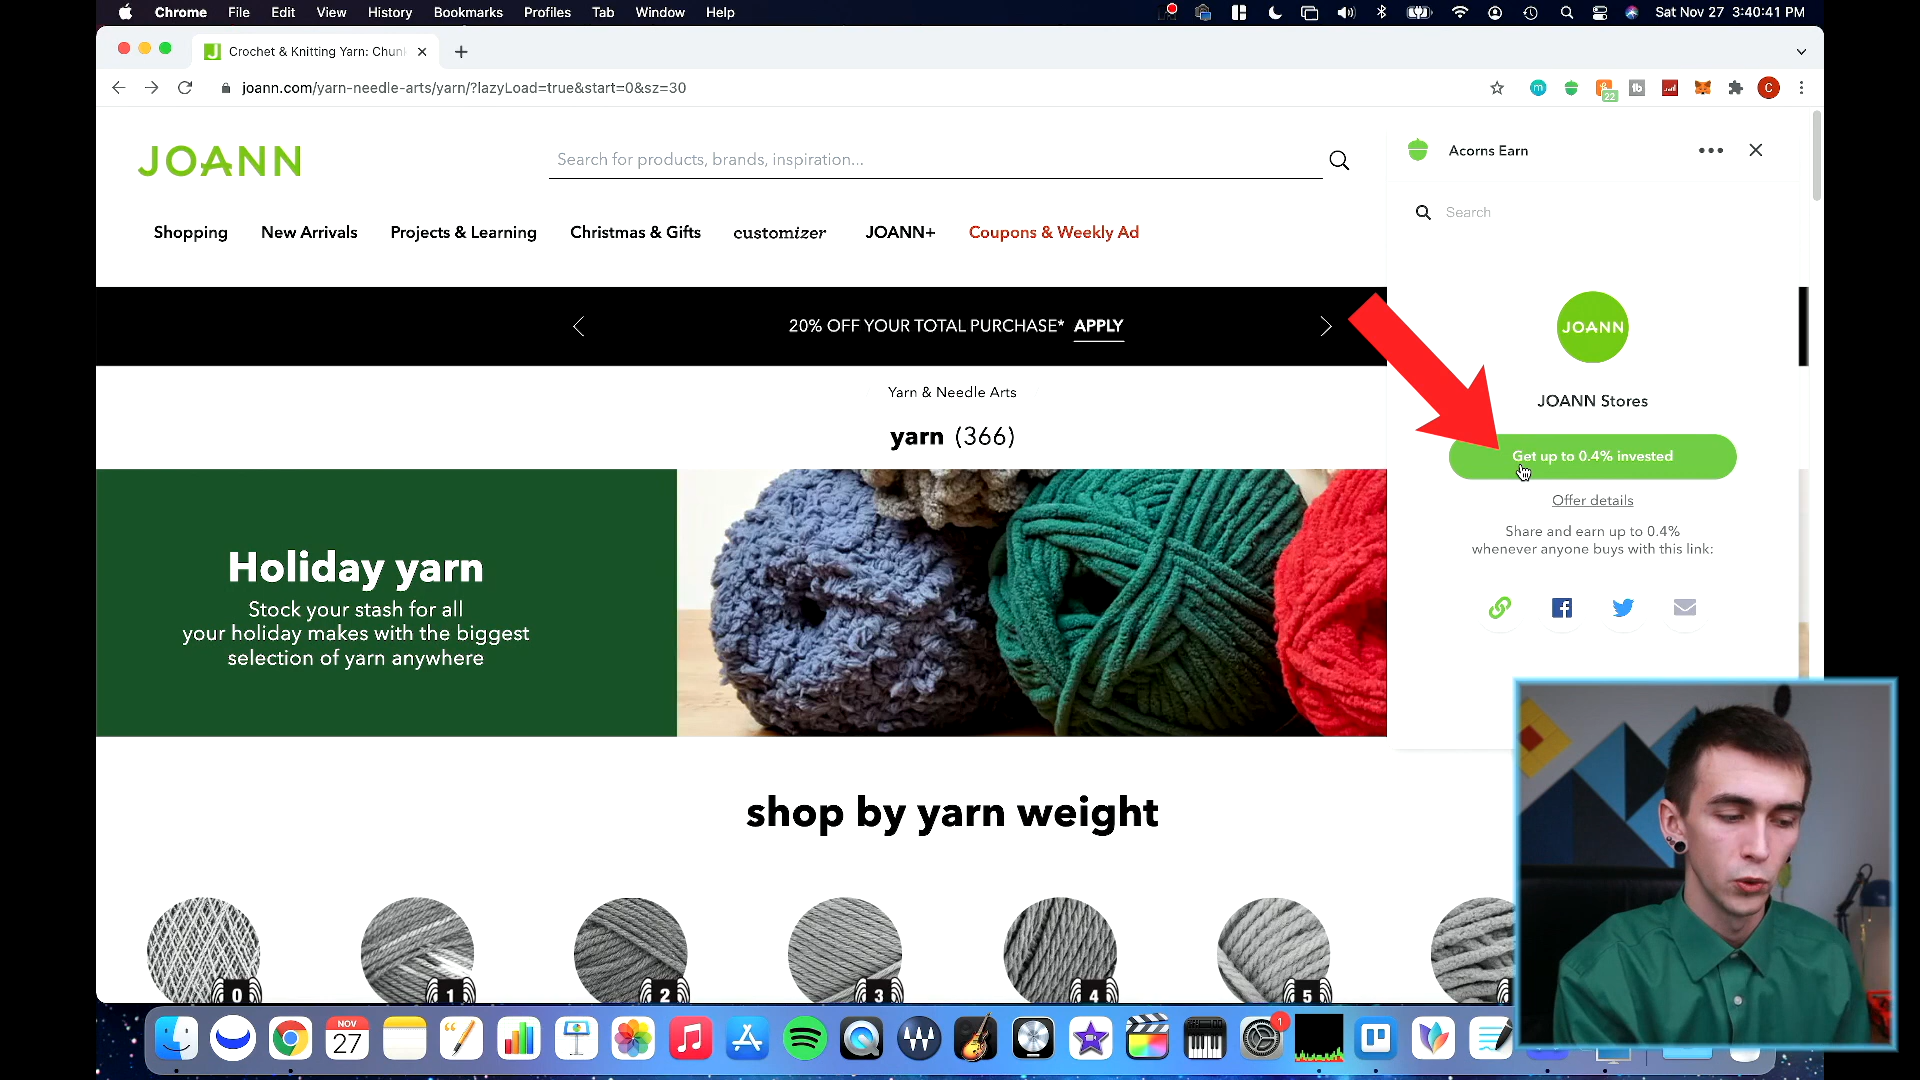 Chrome File Edit View History Bookmarks Profiles Tab Window Help
Sat Nov 27 3:40:41 PM
Crochet & Knitting Yarn: Chun
joann.com/yarn-needle-arts/yarn/?lazyLoad=true&start=0&sz=30
m
22
tb
C
JOANN
Search for products, brands, inspiration...
Shopping New Arrivals Projects & Learning Christmas & Gifts customizer JOANN+ Coupons & Weekly Ad
20% OFF YOUR TOTAL PURCHASE* APPLY
Yarn & Needle Arts
yarn (366)
Holiday yarn
Stock your stash for all
your holiday makes with the biggest
selection of yarn anywhere
Acorns Earn
Search
JOANN
JOANN Stores
Get up to 0.4% invested
Offer details
Share and earn up to 0.4%
whenever anyone buys with this link:
shop by yarn weight
0 1 2 3 4 5
NOV
27
1